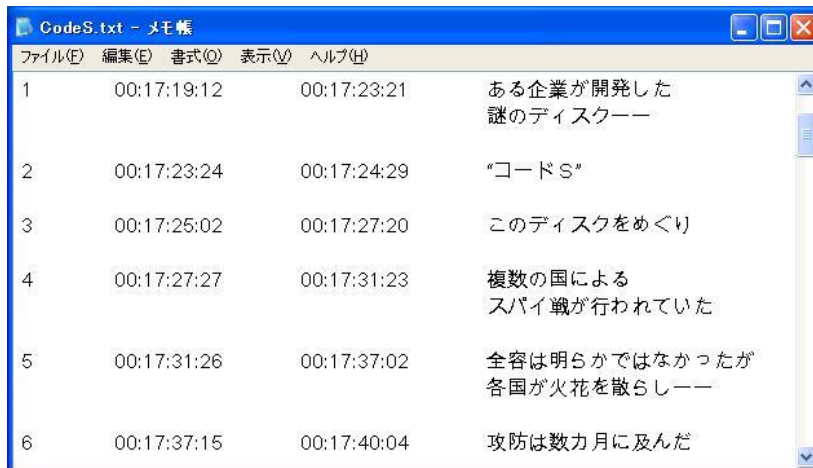 CodeS.txt - メモ帳
ファイル(F) 編集(E) 書式(O) 表示(V) ヘルプ(H)
1 00:17:19:12 00:17:23:21 ある企業が開発した
謎のディスクーー
2 00:17:23:24 00:17:24:29 “コードS”
3 00:17:25:02 00:17:27:20 このディスクをめぐり
4 00:17:27:27 00:17:31:23 複数の国による
スパイ戦が行われていた
5 00:17:31:26 00:17:37:02 全容は明らかではなかったが
各国が火花を散らしーー
6 00:17:37:15 00:17:40:04 攻防は数カ月に及んだ